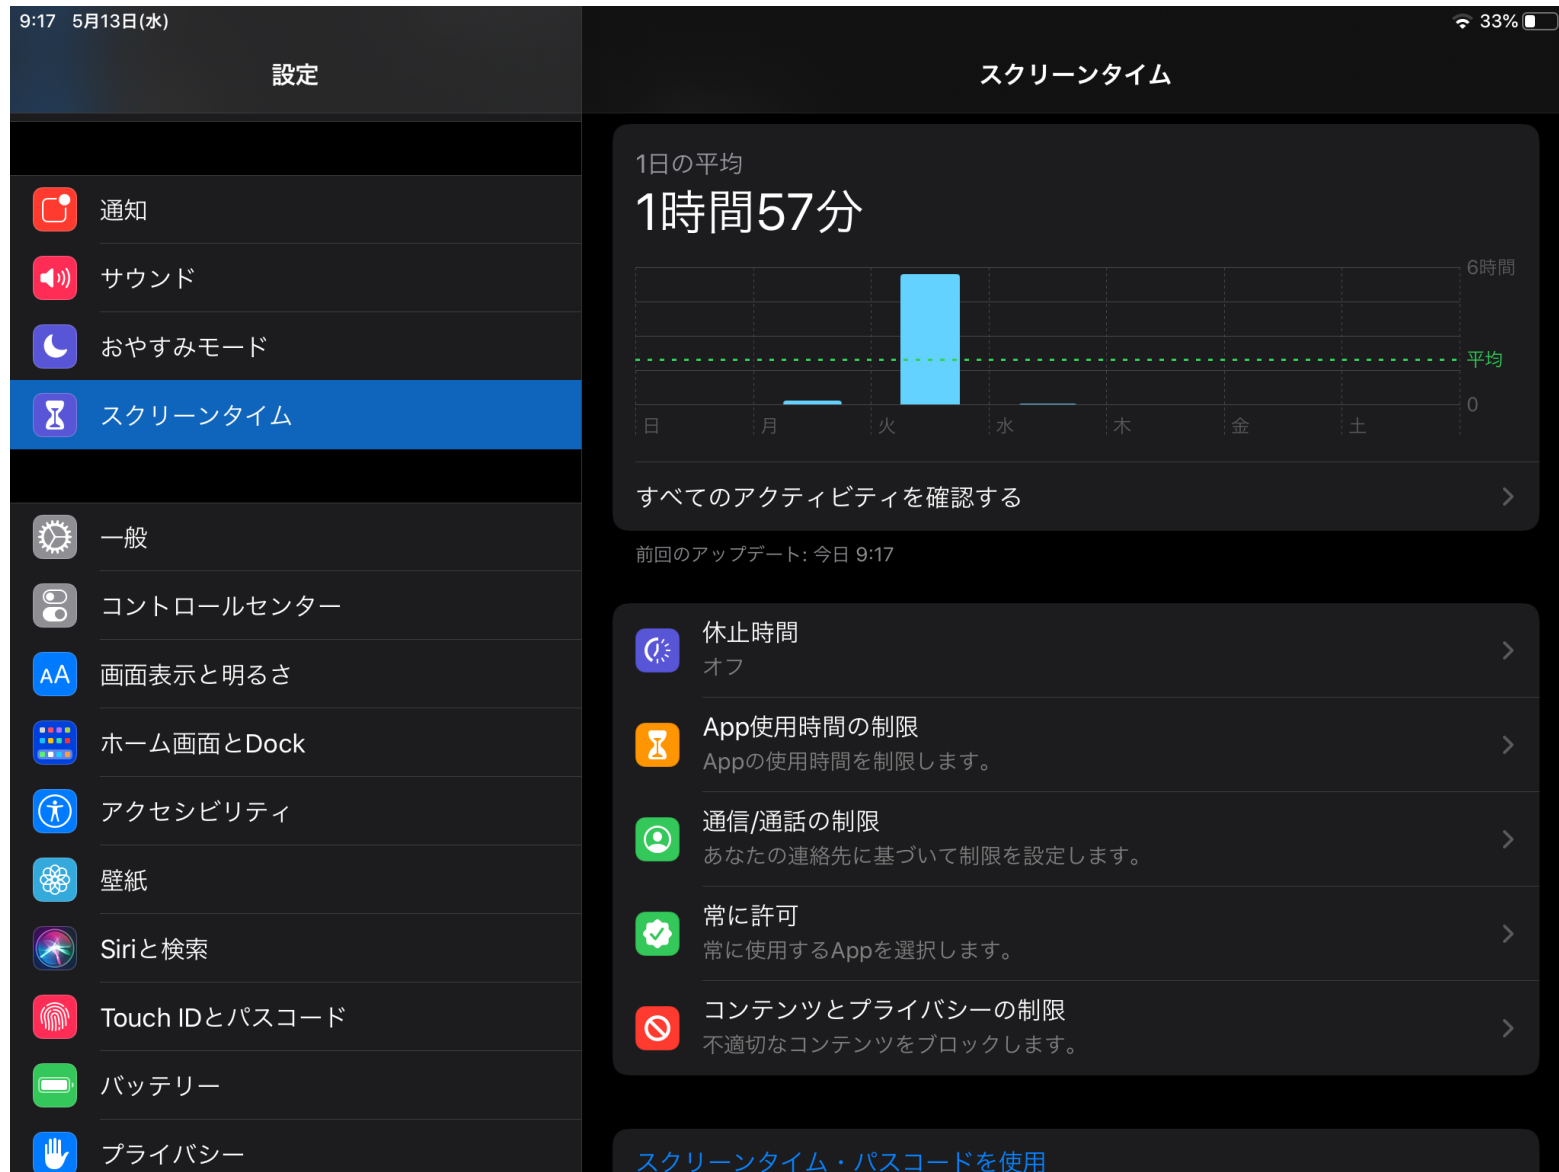 9:17 5月13日(水)
33%
設定
通知
サウンド
おやすみモード
スクリーンタイム
一般
コントロールセンター
AA 画面表示と明るさ
ホーム画面とDock
アクセシビリティ
壁紙
Siriと検索
Touch IDとパスコード
バッテリー
プライバシー
スクリーンタイム
1日の平均
1時間57分
6時間
平均
0
日 月 火 水 木 金 土
すべてのアクティビティを確認する
前回のアップデート: 今日 9:17
休止時間
オフ
App使用時間の制限
Appの使用時間を制限します。
通信/通話の制限
あなたの連絡先に基づいて制限を設定します。
常に許可
常に使用するAppを選択します。
コンテンツとプライバシーの制限
不適切なコンテンツをブロックします。
スクリーンタイム・パスコードを使用